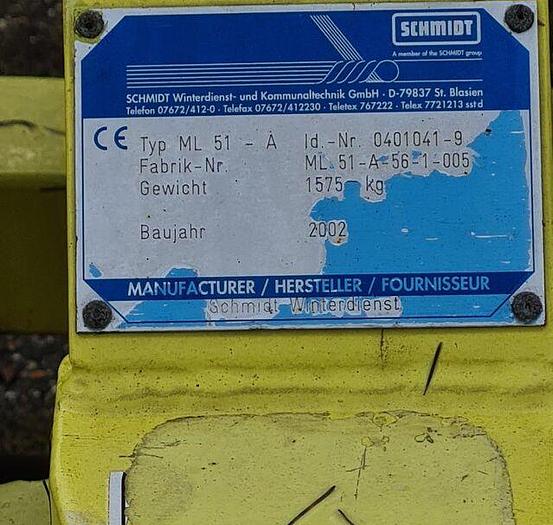 SCHMIDT
A member of the SCHMIDT group
SCHMIDT Winterdienst- und Kommunaltechnik GmbH · D-79837 St. Blasien
Telefon 07672/412-0 · Telefax 07672/412230 · Teletex 767222 · Telex 7721213 sst d
CE Typ ML 51 - A Id.-Nr. 0401041-9
Fabrik-Nr. ML 51-A-56-1-005
Gewicht 1575 kg
Baujahr 2002
MANUFACTURER / HERSTELLER / FOURNISSEUR
Schmidt Winterdienst